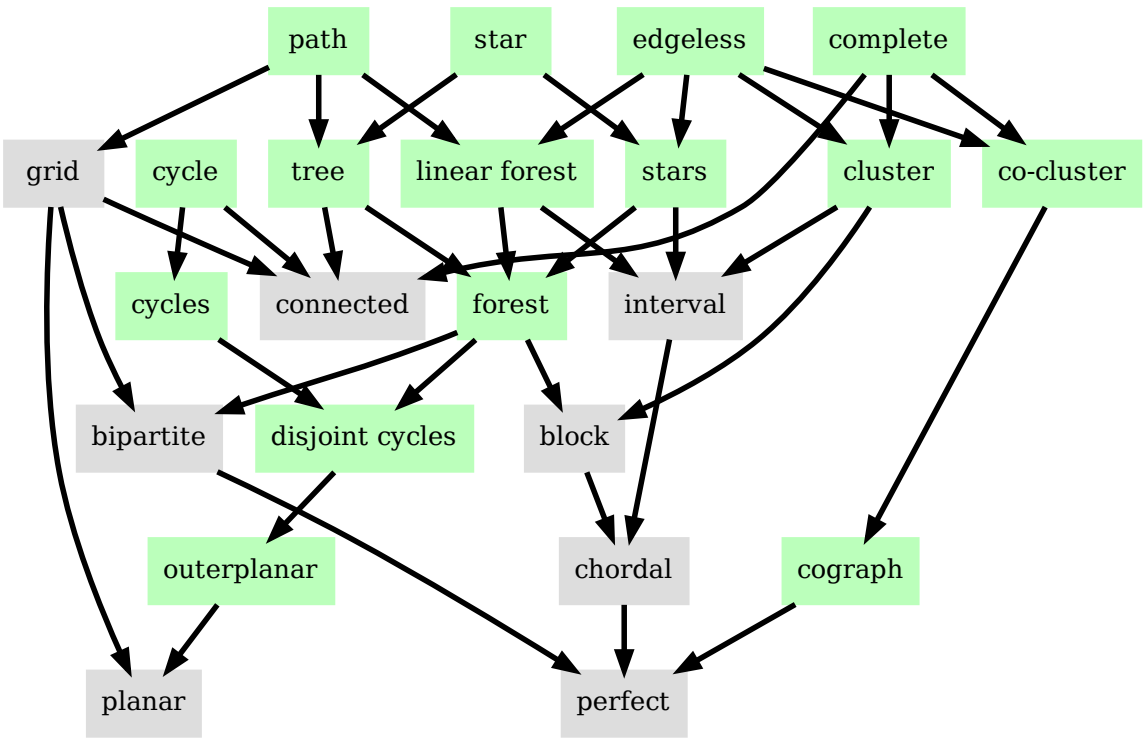 path
star
edgeless
complete
grid
cycle
tree
linear forest
stars
cluster
co-cluster
cycles
connected
forest
interval
bipartite
disjoint cycles
block
outerplanar
chordal
cograph
planar
perfect